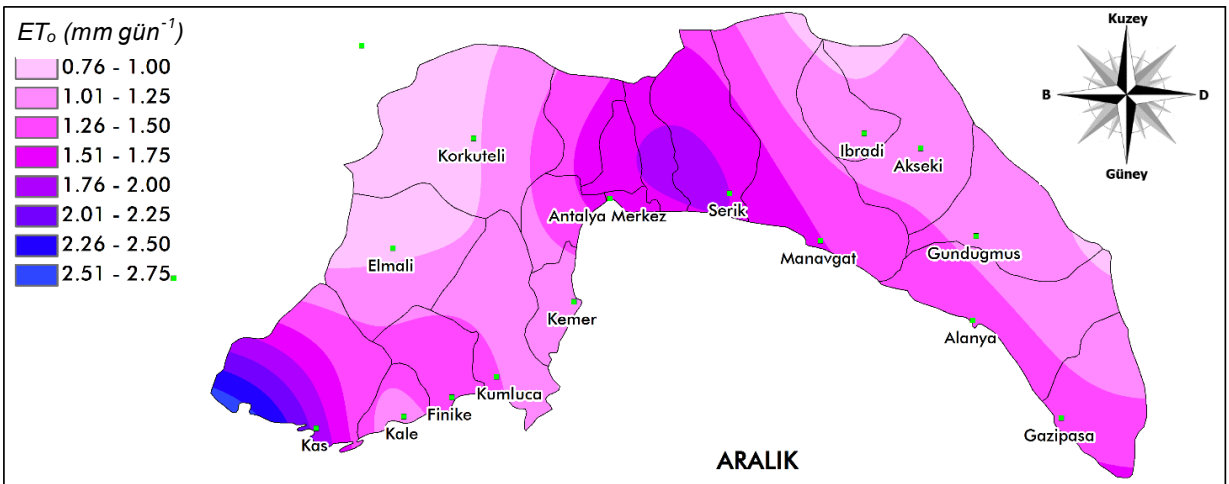 ETo (mm gün-1)
0.76 - 1.00
1.01 - 1.25
1.26 - 1.50
1.51 - 1.75
1.76 - 2.00
2.01 - 2.25
2.26 - 2.50
2.51 - 2.75
Kuzey
B
D
Güney
Korkuteli
Ibradi
Akseki
Antalya Merkez
Serik
Elmali
Manavgat
Gundugmus
Kemer
Alanya
Kumluca
Finike
Kale
Kas
Gazipasa
ARALIK